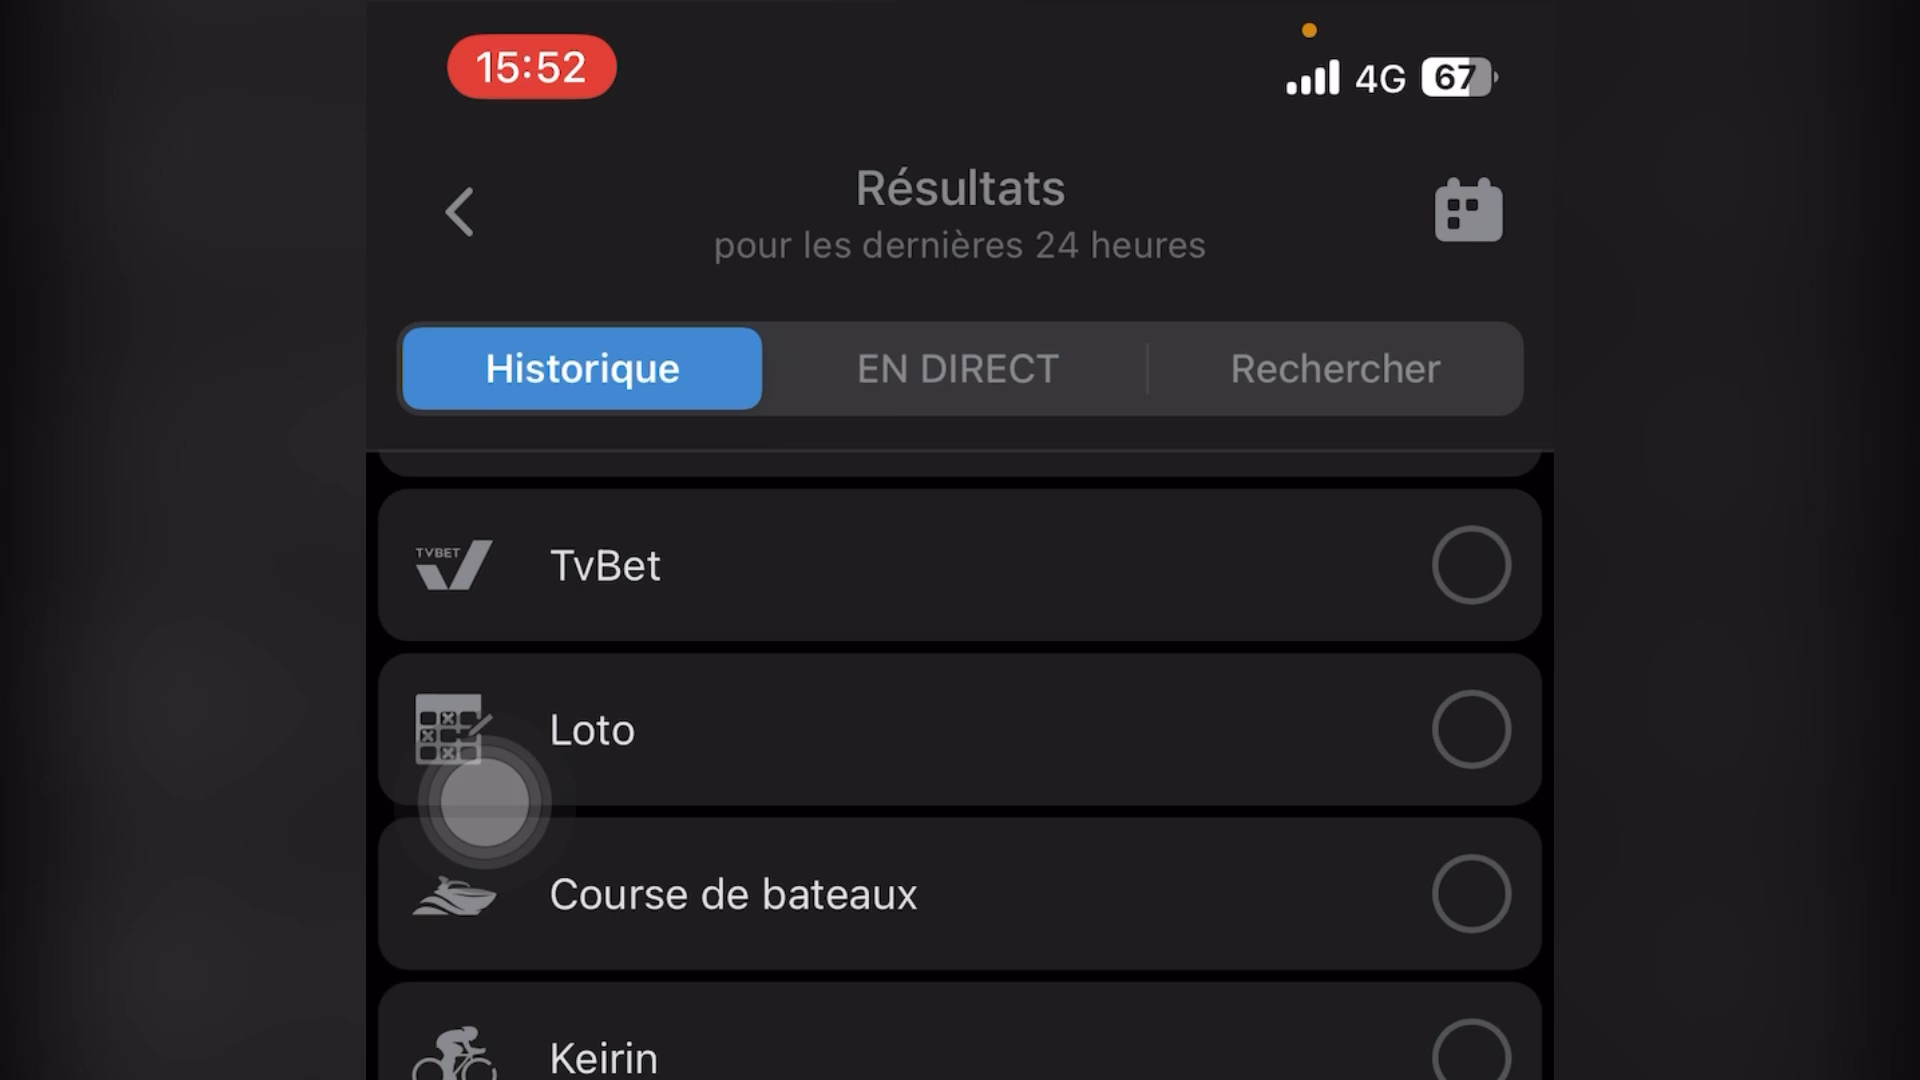 15:52
4G 67
Résultats
pour les dernières 24 heures
Historique EN DIRECT Rechercher
TVBET TvBet
Loto
Course de bateaux
Keirin